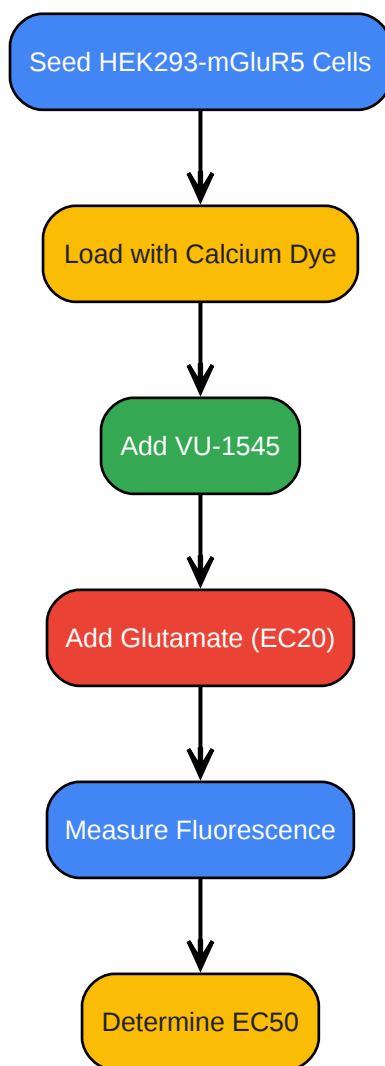 Seed HEK293-mGluR5 Cells
Load with Calcium Dye
Add VU-1545
Add Glutamate (EC20)
Measure Fluorescence
Determine EC50